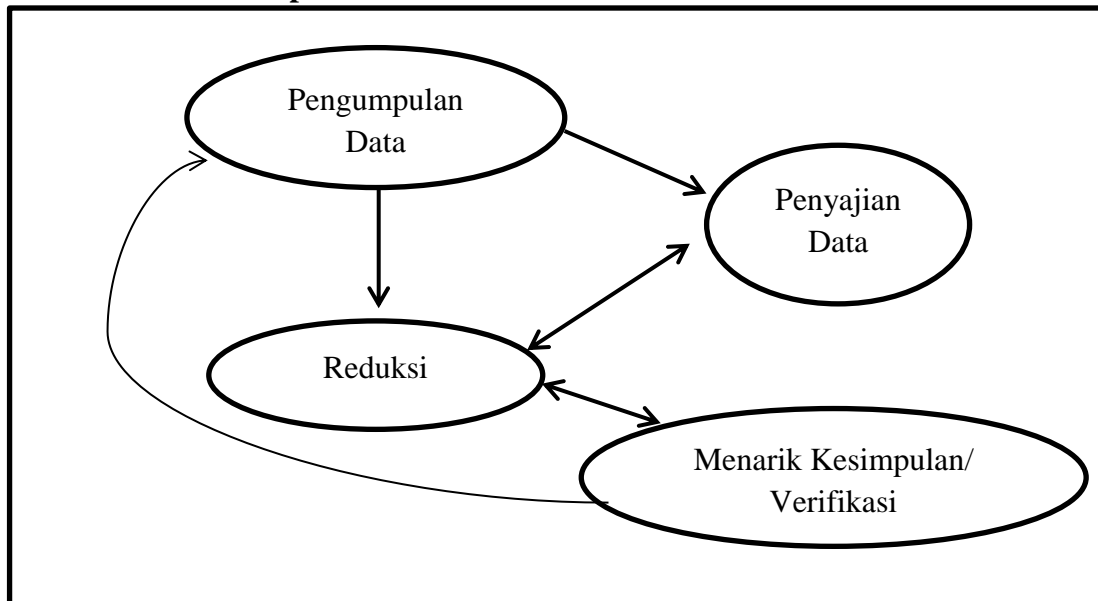 Pengumpulan
Data
Penyajian
Data
Reduksi
Menarik Kesimpulan/
Verifikasi